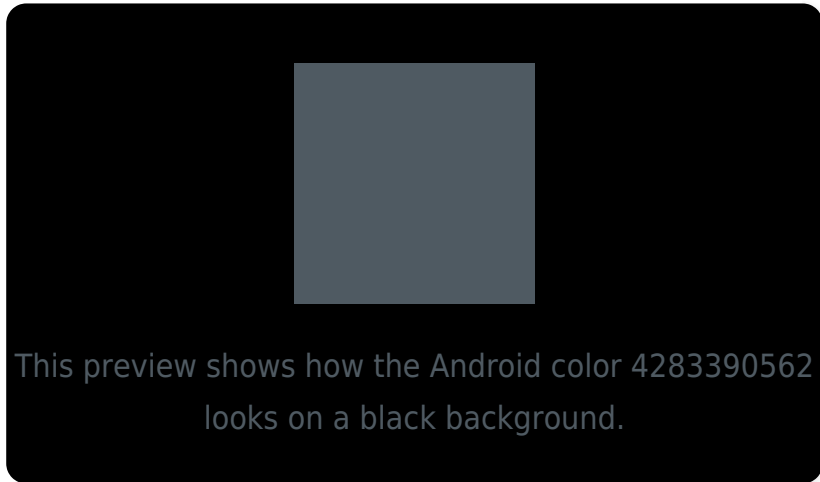 This preview shows how the Android color 4283390562
looks on a black background.